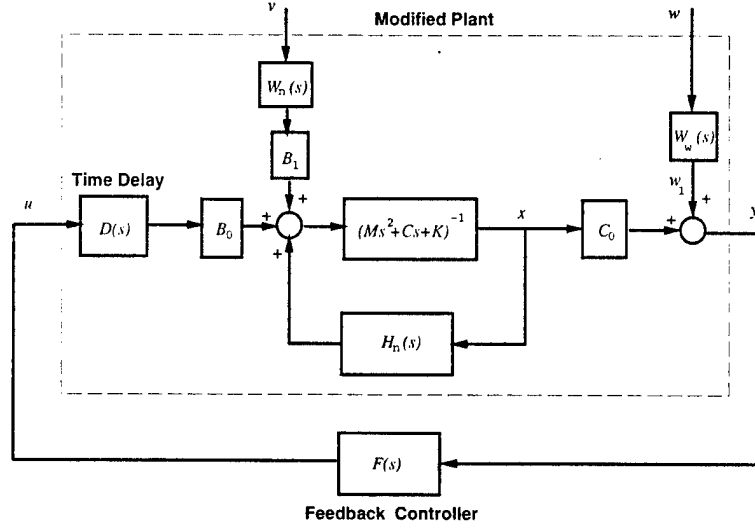 v
Modified Plant
w
W_n(s)
B_1
W_w(s)
w_1
Time Delay
u
+
+
+
+
+
x
y
D(s)
B_0
(Ms^2+Cs+K)^-1
C_0
H_n(s)
F(s)
Feedback Controller